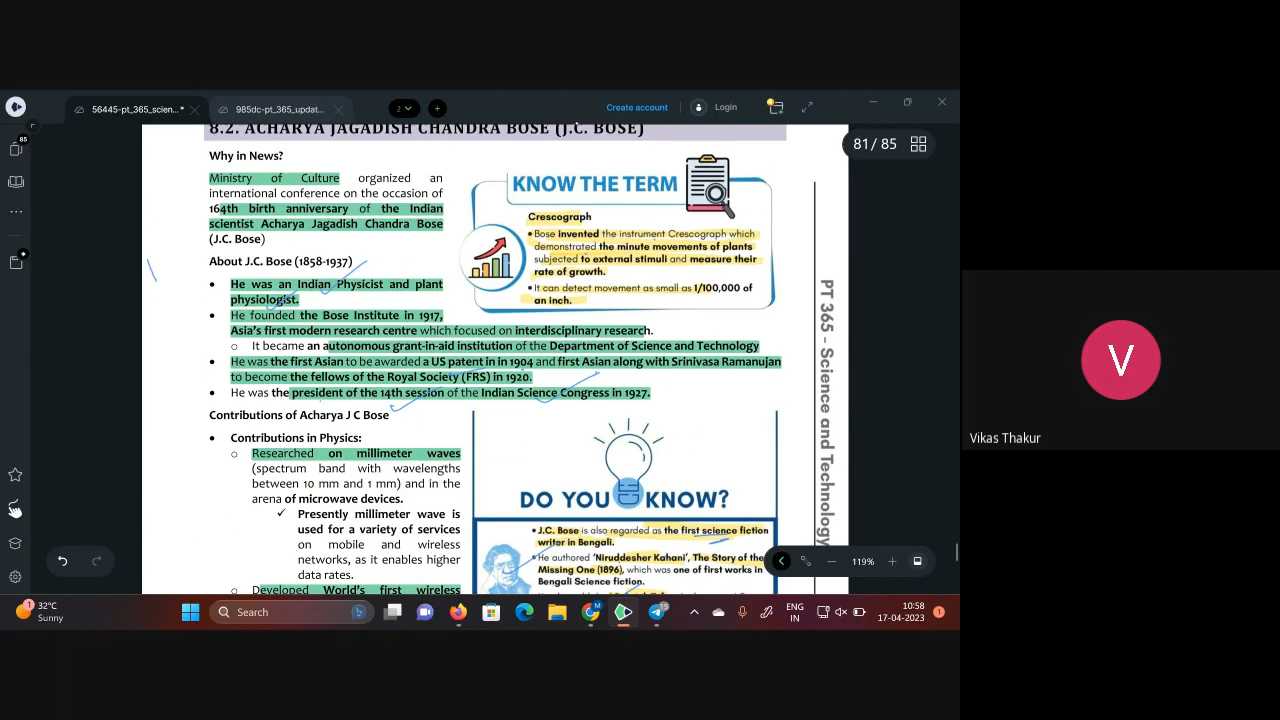 56445-pt_365_scien...*
985dc-pt_365_updat...
2
Create account
Login
85
81/ 85
8.2. ACHARYA JAGADISH CHANDRA BOSE (J.C. BOSE)
Why in News?
Ministry of Culture organized an
international conference on the occasion of
164th birth anniversary of the Indian
scientist Acharya Jagadish Chandra Bose
(J.C. Bose)
About J.C. Bose (1858-1937)
• He was an Indian Physicist and plant
physiologist.
• He founded the Bose Institute in 1917,
Asia's first modern research centre which focused on interdisciplinary research.
o It became an autonomous grant-in-aid institution of the Department of Science and Technology
• He was the first Asian to be awarded a US patent in in 1904 and first Asian along with Srinivasa Ramanujan
to become the fellows of the Royal Society (FRS) in 1920.
• He was the president of the 14th session of the Indian Science Congress in 1927.
KNOW THE TERM
Crescograph
• Bose invented the instrument Crescograph which
demonstrated the minute movements of plants
subjected to external stimuli and measure their
rate of growth.
• It can detect movement as small as 1/100,000 of
an inch.
Contributions of Acharya J C Bose
• Contributions in Physics:
o Researched on millimeter waves
(spectrum band with wavelengths
between 10 mm and 1 mm) and in the
arena of microwave devices.
✓ Presently millimeter wave is
used for a variety of services
on mobile and wireless
networks, as it enables higher
data rates.
o Developed World's first wireless
DO YOU KNOW?
• J.C. Bose is also regarded as the first science fiction
writer in Bengali.
• He authored 'Niruddesher Kahani', The Story of the
Missing One (1896), which was one of first works in
Bengali Science fiction.
PT 365 - Science and Technology
119%
V
Vikas Thakur
1
32°C
Sunny
Search
M
15
ENG
IN
10:58
17-04-2023
1